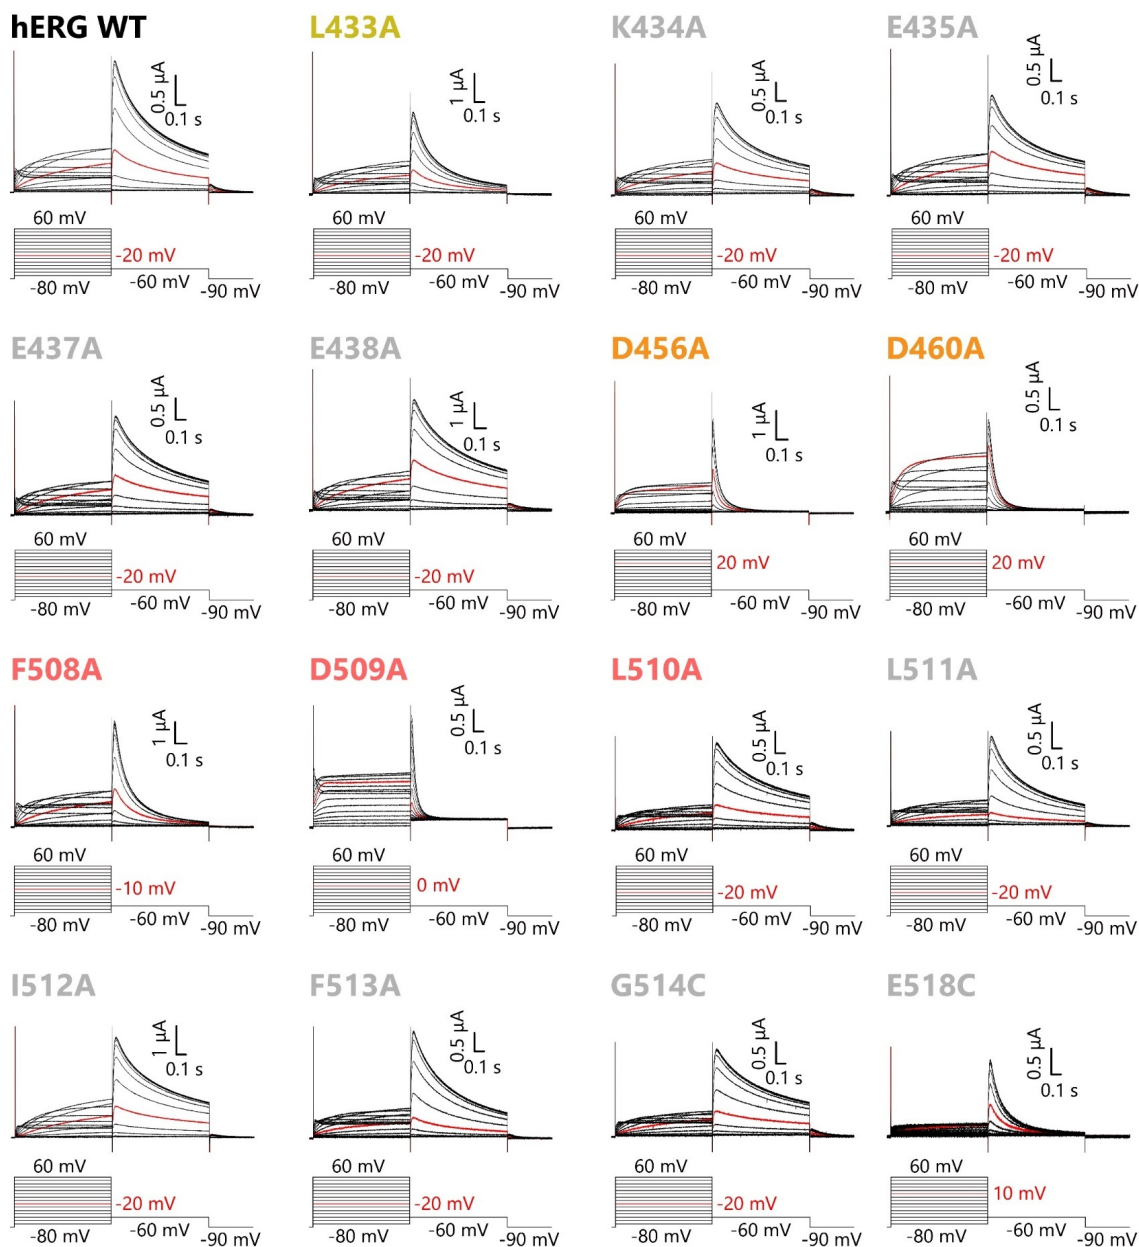 hERG WT L433A K434A E435A
0.5 µA 0.1 s 1 µA 0.1 s 0.5 µA 0.1 s 0.5 µA 0.1 s
60 mV 60 mV 60 mV 60 mV
-20 mV -20 mV -20 mV -20 mV
-80 mV -60 mV -90 mV -80 mV -60 mV -90 mV -80 mV -60 mV -90 mV -80 mV -60 mV -90 mV
E437A E438A D456A D460A
0.5 µA 0.1 s 1 µA 0.1 s 1 µA 0.1 s 0.5 µA 0.1 s
60 mV 60 mV 60 mV 60 mV
-20 mV -20 mV 20 mV 20 mV
-80 mV -60 mV -90 mV -80 mV -60 mV -90 mV -80 mV -60 mV -90 mV -80 mV -60 mV -90 mV
F508A D509A L510A L511A
1 µA 0.1 s 0.5 µA 0.1 s 0.5 µA 0.1 s 0.5 µA 0.1 s
60 mV 60 mV 60 mV 60 mV
-10 mV 0 mV -20 mV -20 mV
-80 mV -60 mV -90 mV -80 mV -60 mV -90 mV -80 mV -60 mV -90 mV -80 mV -60 mV -90 mV
I512A F513A G514C E518C
1 µA 0.1 s 0.5 µA 0.1 s 0.5 µA 0.1 s 0.5 µA 0.1 s
60 mV 60 mV 60 mV 60 mV
-20 mV -20 mV -20 mV 10 mV
-80 mV -60 mV -90 mV -80 mV -60 mV -90 mV -80 mV -60 mV -90 mV -80 mV -60 mV -90 mV